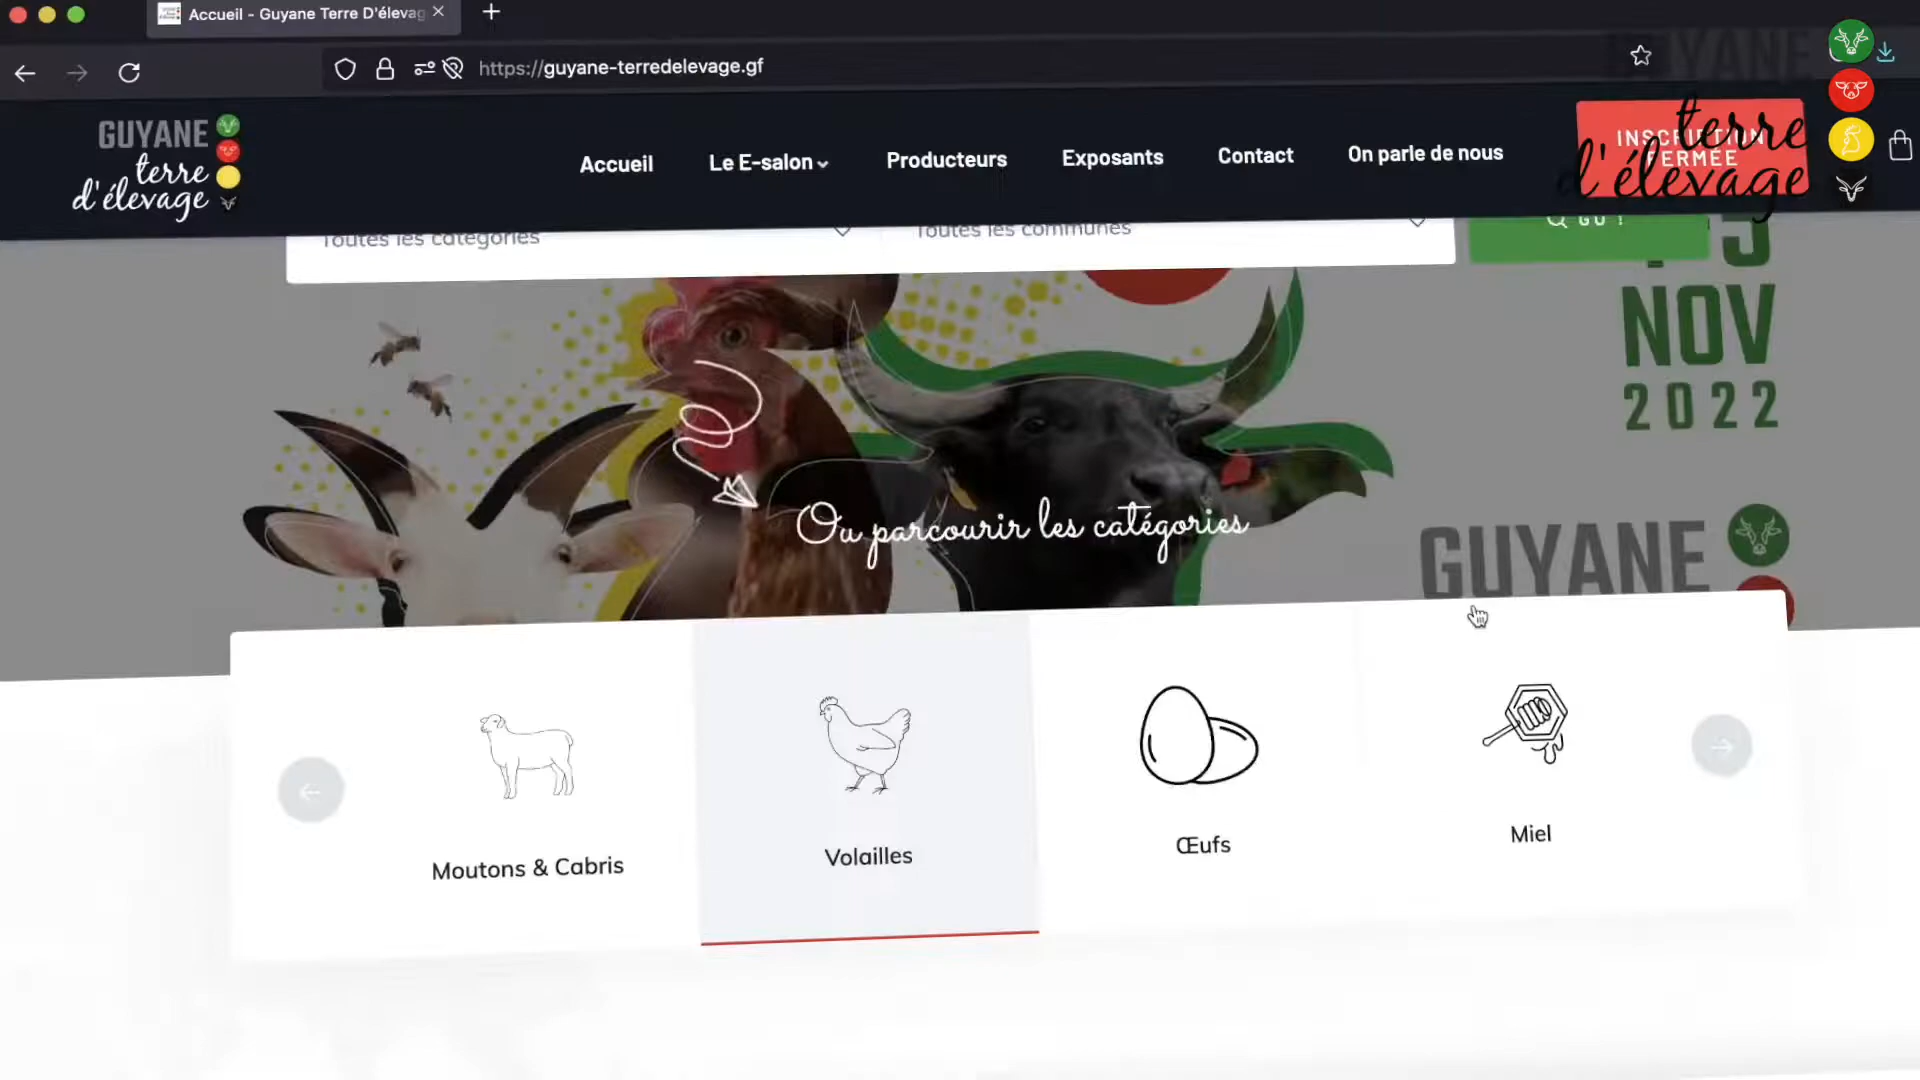 Accueil - Guyane Terre D'élevag
https://guyane-terredelevage.gf
GUYANE
terre
d'élevage
Accueil
Le E-salon
Producteurs
Exposants
Contact
On parle de nous
INSCRIPTION
FERMÉE
GUYANE
terre
d'élevage
Toutes les catégories
Toutes les communes
GO !
NOV
2022
Ou parcourir les catégories
GUYANE
Moutons & Cabris
Volailles
Œufs
Miel